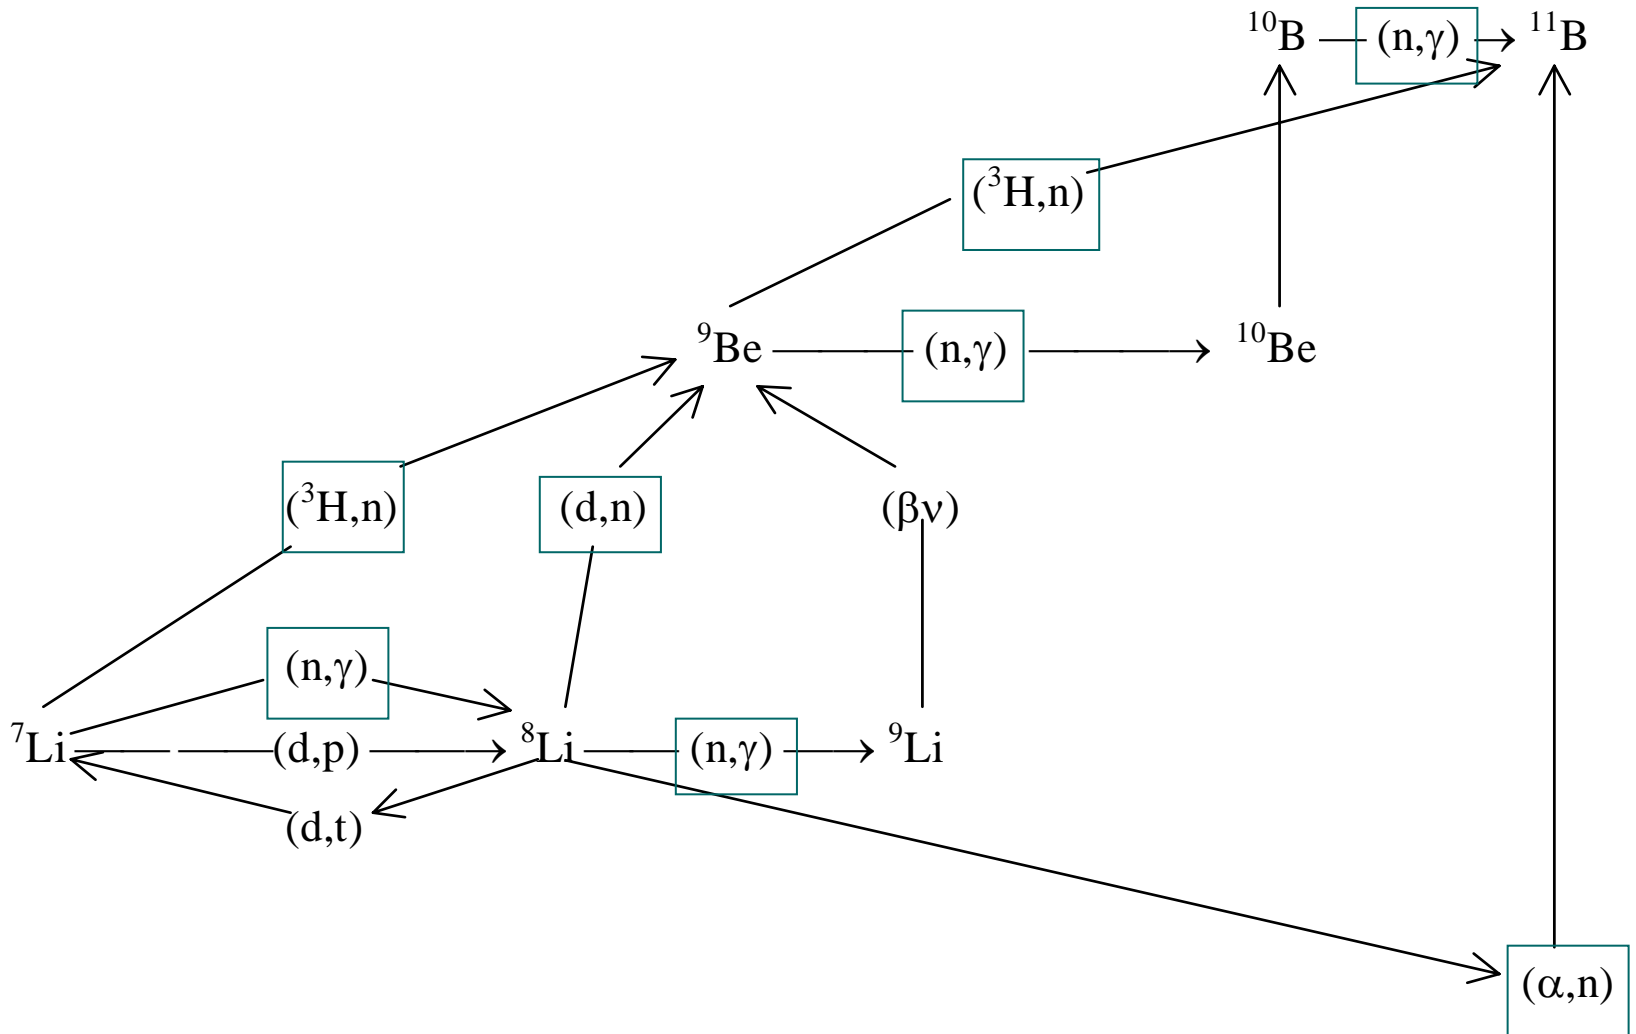 ¹⁰B (n,γ) ¹¹B
(³H,n)
⁹Be (n,γ) ¹⁰Be
(³H,n) (d,n) (βν)
(n,γ)
⁷Li (d,p) ⁸Li (n,γ) ⁹Li
(d,t)
(α,n)